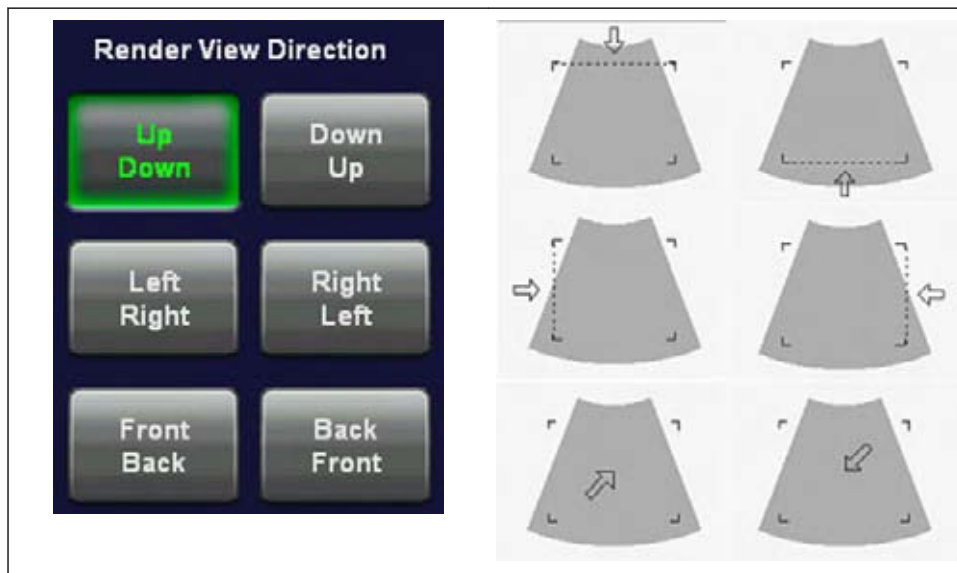 Render View Direction
Up
Down
Down
Up
Left
Right
Right
Left
Front
Back
Back
Front